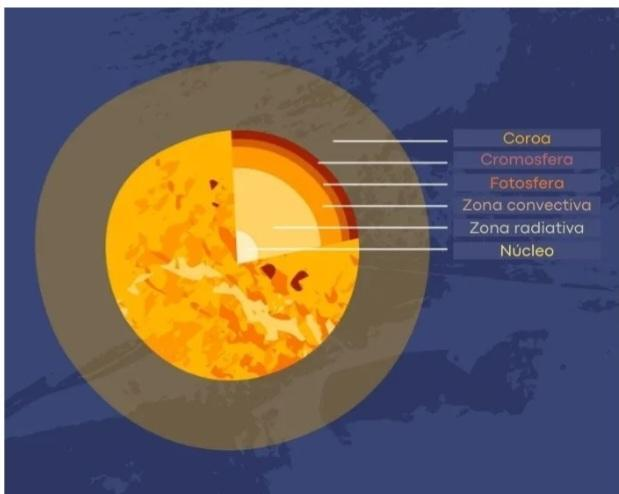 Coroa
Cromosfera
Fotosfera
Zona convectiva
Zona radiativa
Núcleo